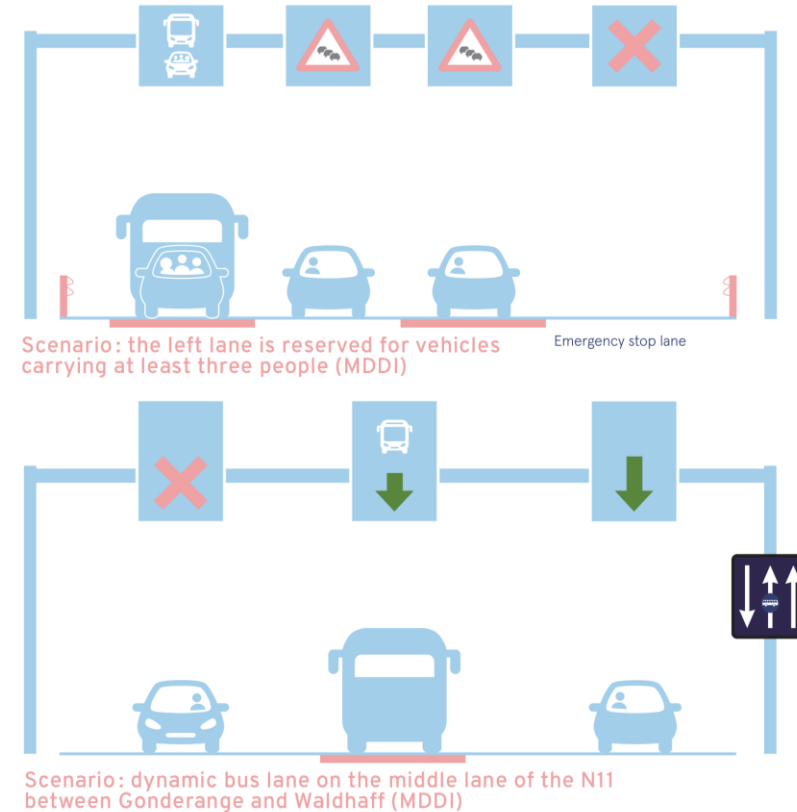 Emergency stop lane
Scenario: the left lane is reserved for vehicles
carrying at least three people (MDDI)
Scenario: dynamic bus lane on the middle lane of the N11
between Gonderange and Waldhaff (MDDI)